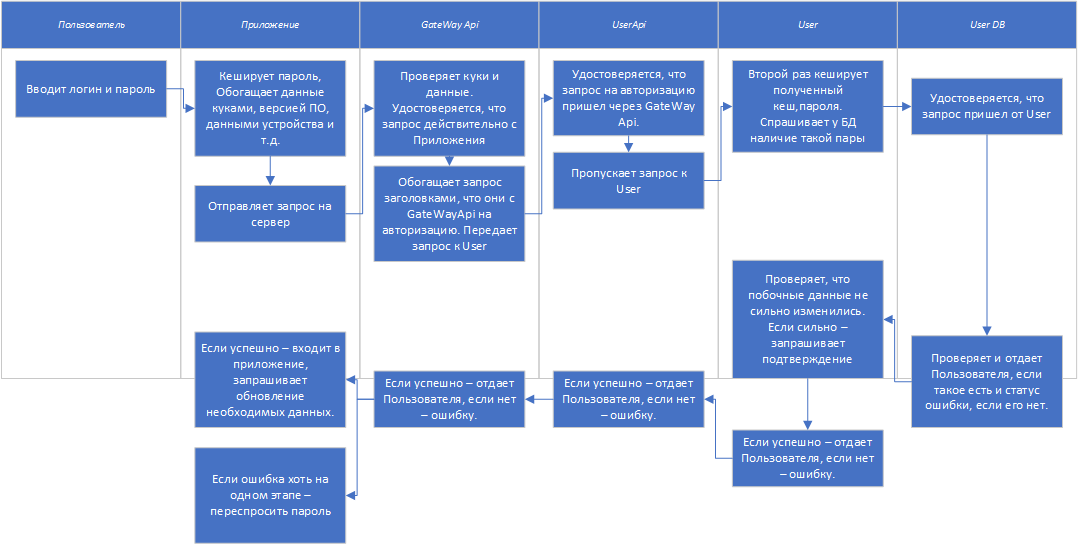 Пользователь
Приложение
GateWay Api
UserApi
User
User DB
Вводит логин и пароль
Кеширует пароль,
Обогащает данные
куками, версией ПО,
данными устройства и
т.д.
Отправляет запрос на
сервер
Проверяет куки и
данные.
Удостоверяется, что
запрос действительно с
Приложения
Обогащает запрос
заголовками, что они с
GateWayApi на
авторизацию. Передает
запрос к User
Удостоверяется, что
запрос на авторизацию
пришел через GateWay
Api.
Пропускает запрос к
User
Второй раз кеширует
полученный
кеш,пароля.
Спрашивает у БД
наличие такой пары
Удостоверяется, что
запрос пришел от User
Проверяет и отдает
Пользователя, если
такое есть и статус
ошибки, если его нет.
Проверяет, что
побочные данные не
сильно изменились.
Если сильно –
запрашивает
подтверждение
Если успешно – отдает
Пользователя, если нет
– ошибку.
Если успешно – отдает
Пользователя, если нет
– ошибку.
Если успешно – отдает
Пользователя, если нет
– ошибку.
Если успешно – входит в
приложение,
запрашивает
обновление
необходимых данных.
Если ошибка хоть на
одном этапе –
переспросить пароль